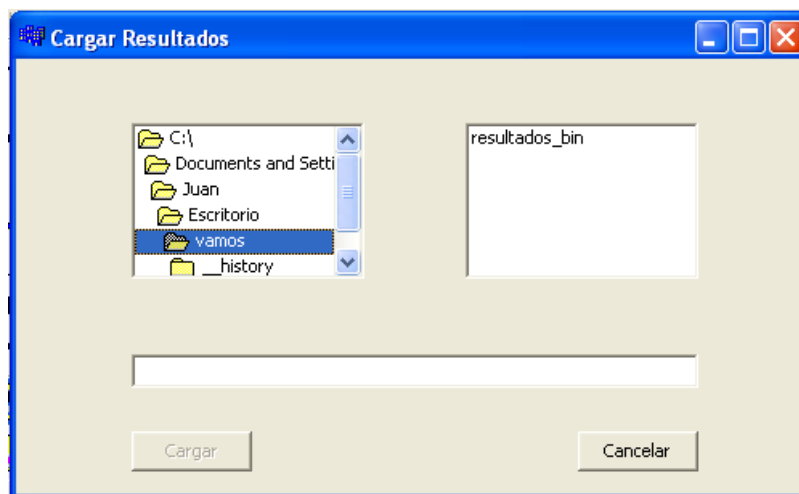 Cargar Resultados
C:\
Documents and Setti
Juan
Escritorio
vamos
__history
resultados_bin
Cargar
Cancelar